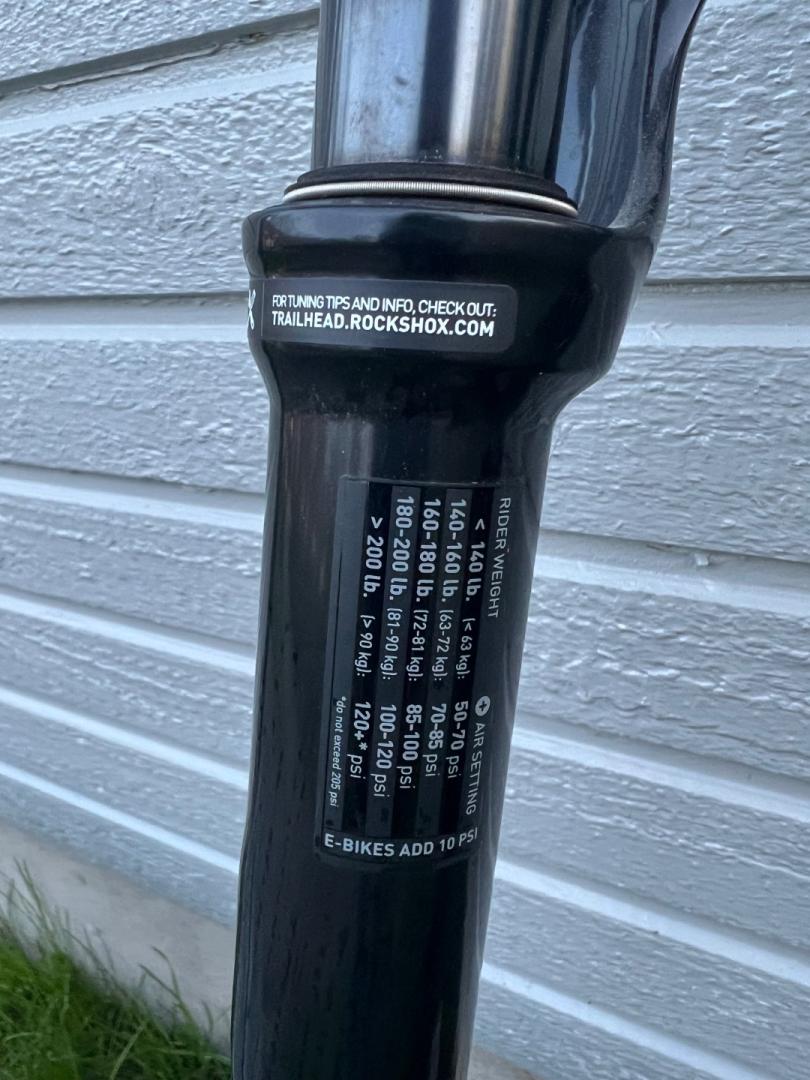 FOR TUNING TIPS AND INFO, CHECK OUT:
TRAILHEAD.ROCKSHOX.COM
RIDER WEIGHT + AIR SETTING
< 140 lb. (< 63 kg): 50-70 psi
140-160 lb. (63-72 kg): 70-85 psi
160-180 lb. (72-81 kg): 85-100 psi
180-200 lb. (81-90 kg): 100-120 psi
> 200 lb. (> 90 kg): 120+* psi
*do not exceed 205 psi
E-BIKES ADD 10 PSI